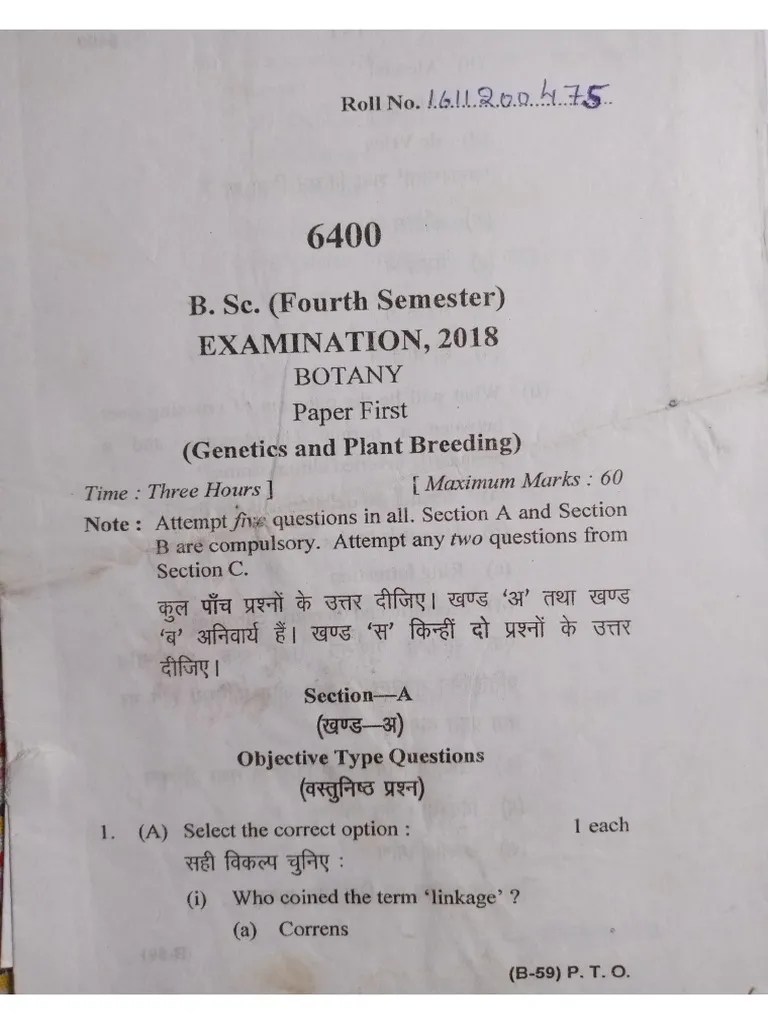 Roll No. 1611200475
6400
B. Sc. (Fourth Semester)
EXAMINATION, 2018
BOTANY
Paper First
(Genetics and Plant Breeding)
Time : Three Hours ] [ Maximum Marks : 60
Note : Attempt five questions in all. Section A and Section
B are compulsory. Attempt any two questions from
Section C.
कुल पाँच प्रश्नों के उत्तर दीजिए। खण्ड ‘अ’ तथा खण्ड
‘ब’ अनिवार्य हैं। खण्ड ‘स’ किन्हीं दो प्रश्नों के उत्तर
दीजिए।
Section—A
(खण्ड—अ)
Objective Type Questions
(वस्तुनिष्ठ प्रश्न)
1. (A) Select the correct option : 1 each
सही विकल्प चुनिए :
(i) Who coined the term ‘linkage’ ?
(a) Correns
(B-59) P. T. O.